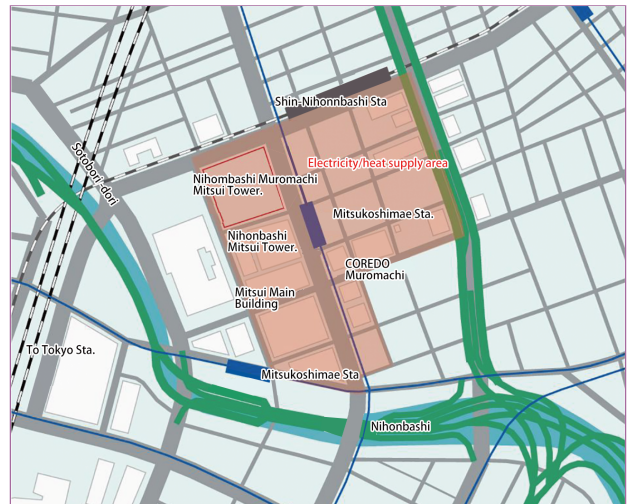 Shin-Nihonnbashi Sta
Sotobori-dori
Electricity/heat supply area
Nihombashi Muromachi
Mitsui Tower.
Mitsukoshimae Sta.
Nihonbashi
Mitsui Tower.
COREDO
Muromachi
Mitsui Main
Building
To Tokyo Sta.
Mitsukoshimae Sta
Nihonbashi